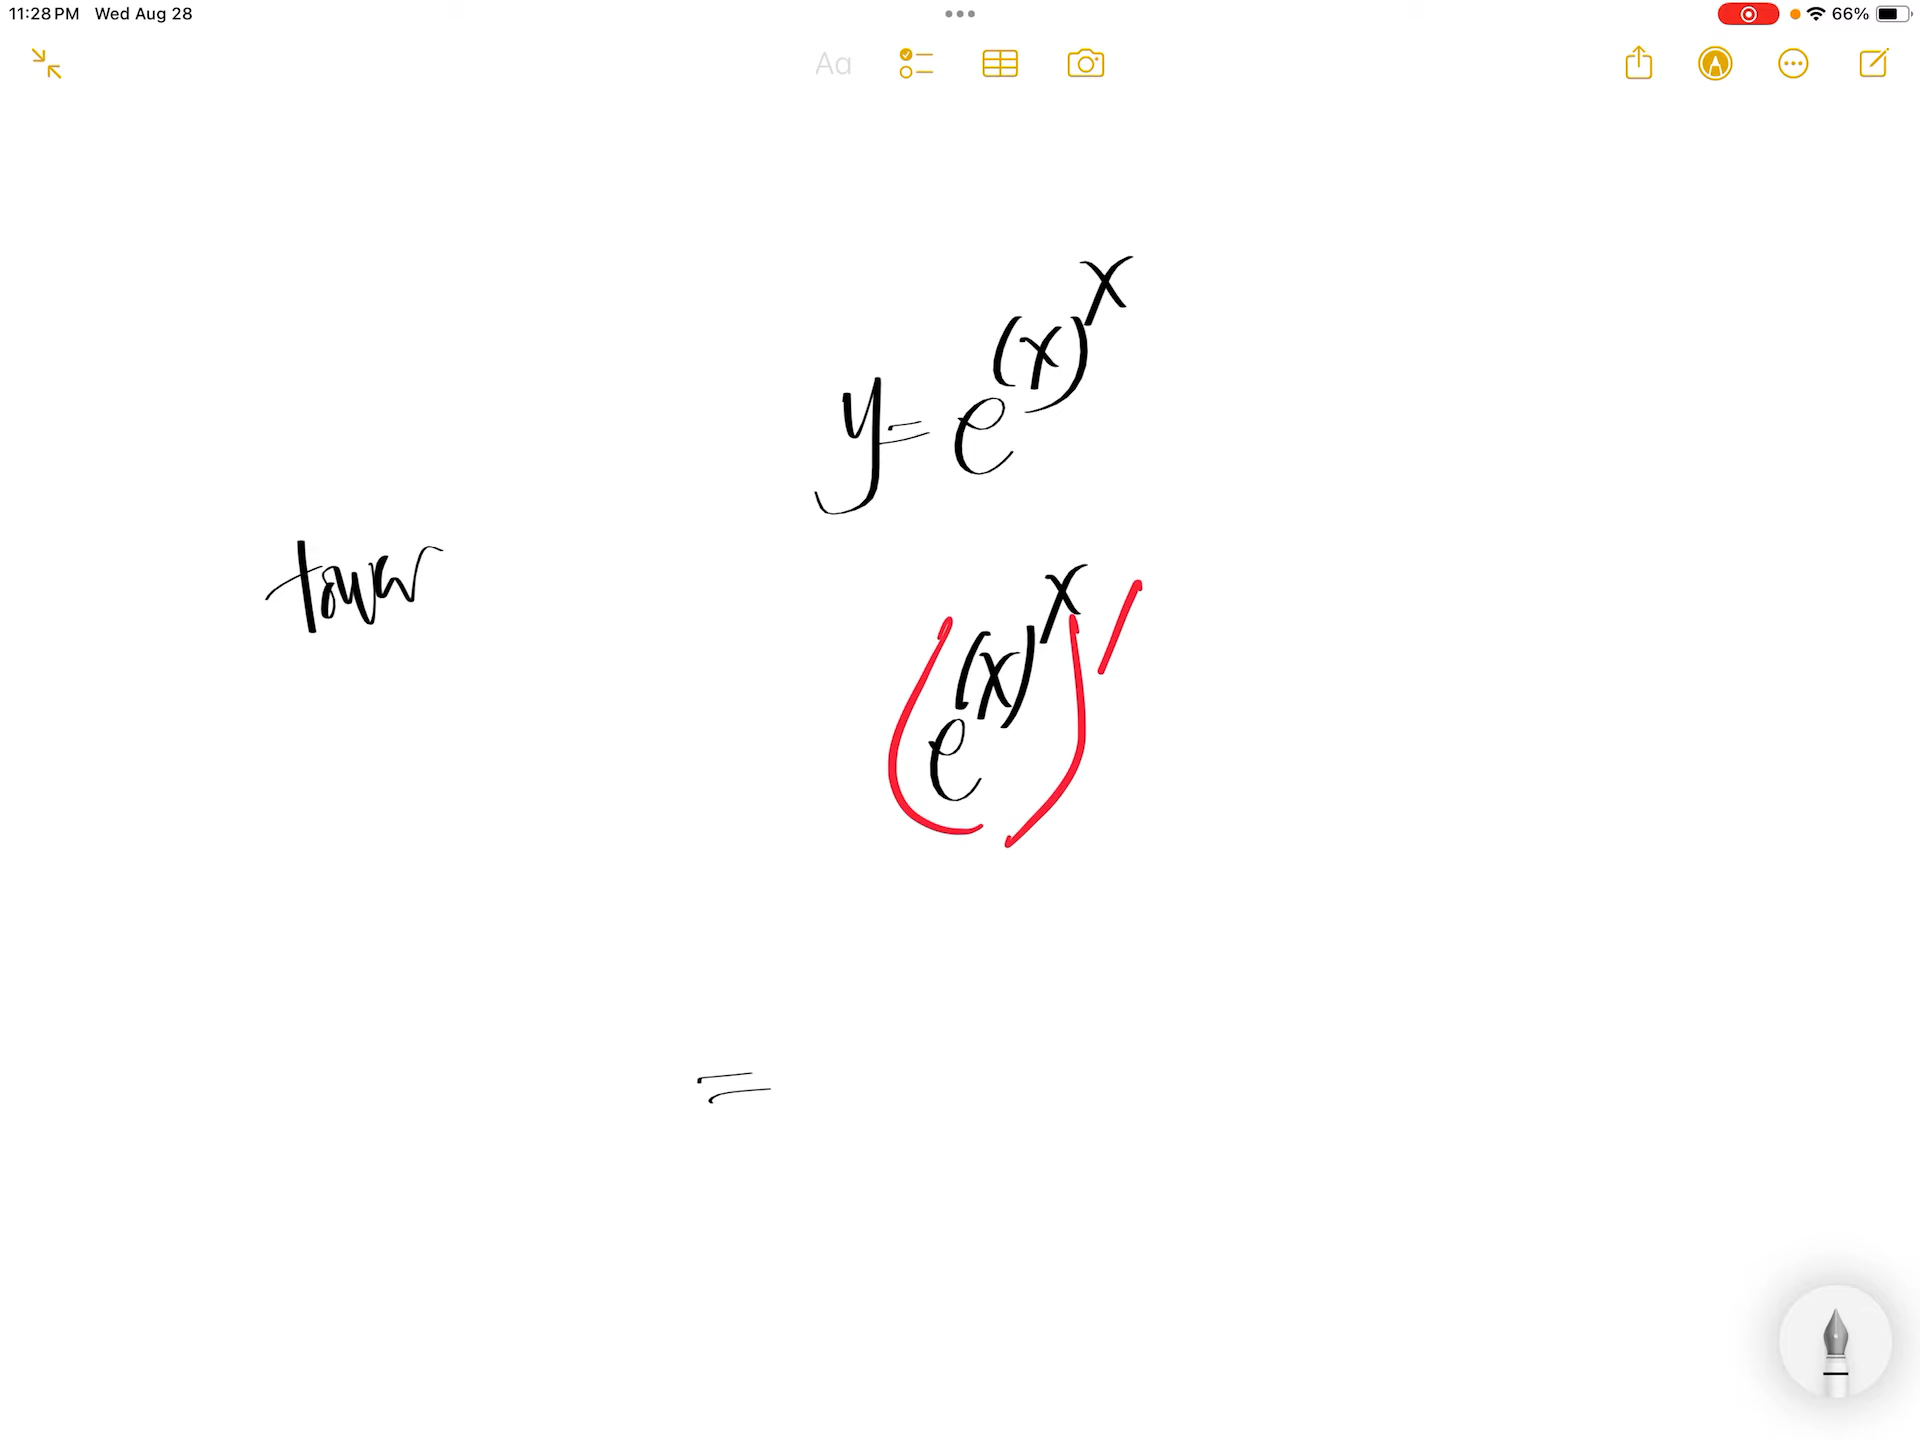 11:28 PM Wed Aug 28
66%
Aa
y = e^(x)^x
tower
(e^(x)^x)'
=